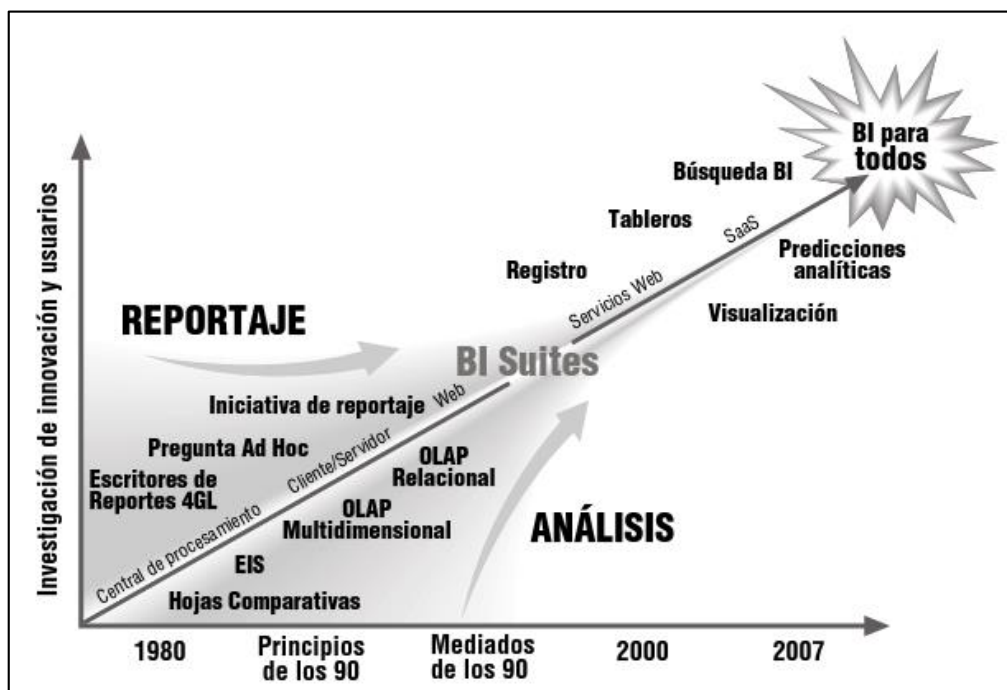 BI para
todos
Búsqueda BI
Tableros
SaaS
Predicciones
analíticas
Registro
Servicios Web
Visualización
REPORTAJE
BI Suites
Iniciativa de reportaje
Web
Pregunta Ad Hoc
Cliente/Servidor
OLAP
Relacional
Escritores de
Reportes 4GL
OLAP
Multidimensional
ANÁLISIS
Central de procesamiento
EIS
Hojas Comparativas
Investigación de innovación y usuarios
1980
Principios
de los 90
Mediados
de los 90
2000
2007